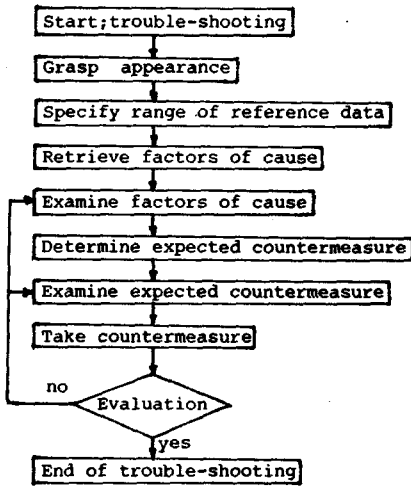 Start;trouble-shooting
Grasp appearance
Specify range of reference data
Retrieve factors of cause
Examine factors of cause
Determine expected countermeasure
Examine expected countermeasure
Take countermeasure
no
Evaluation
yes
End of trouble-shooting